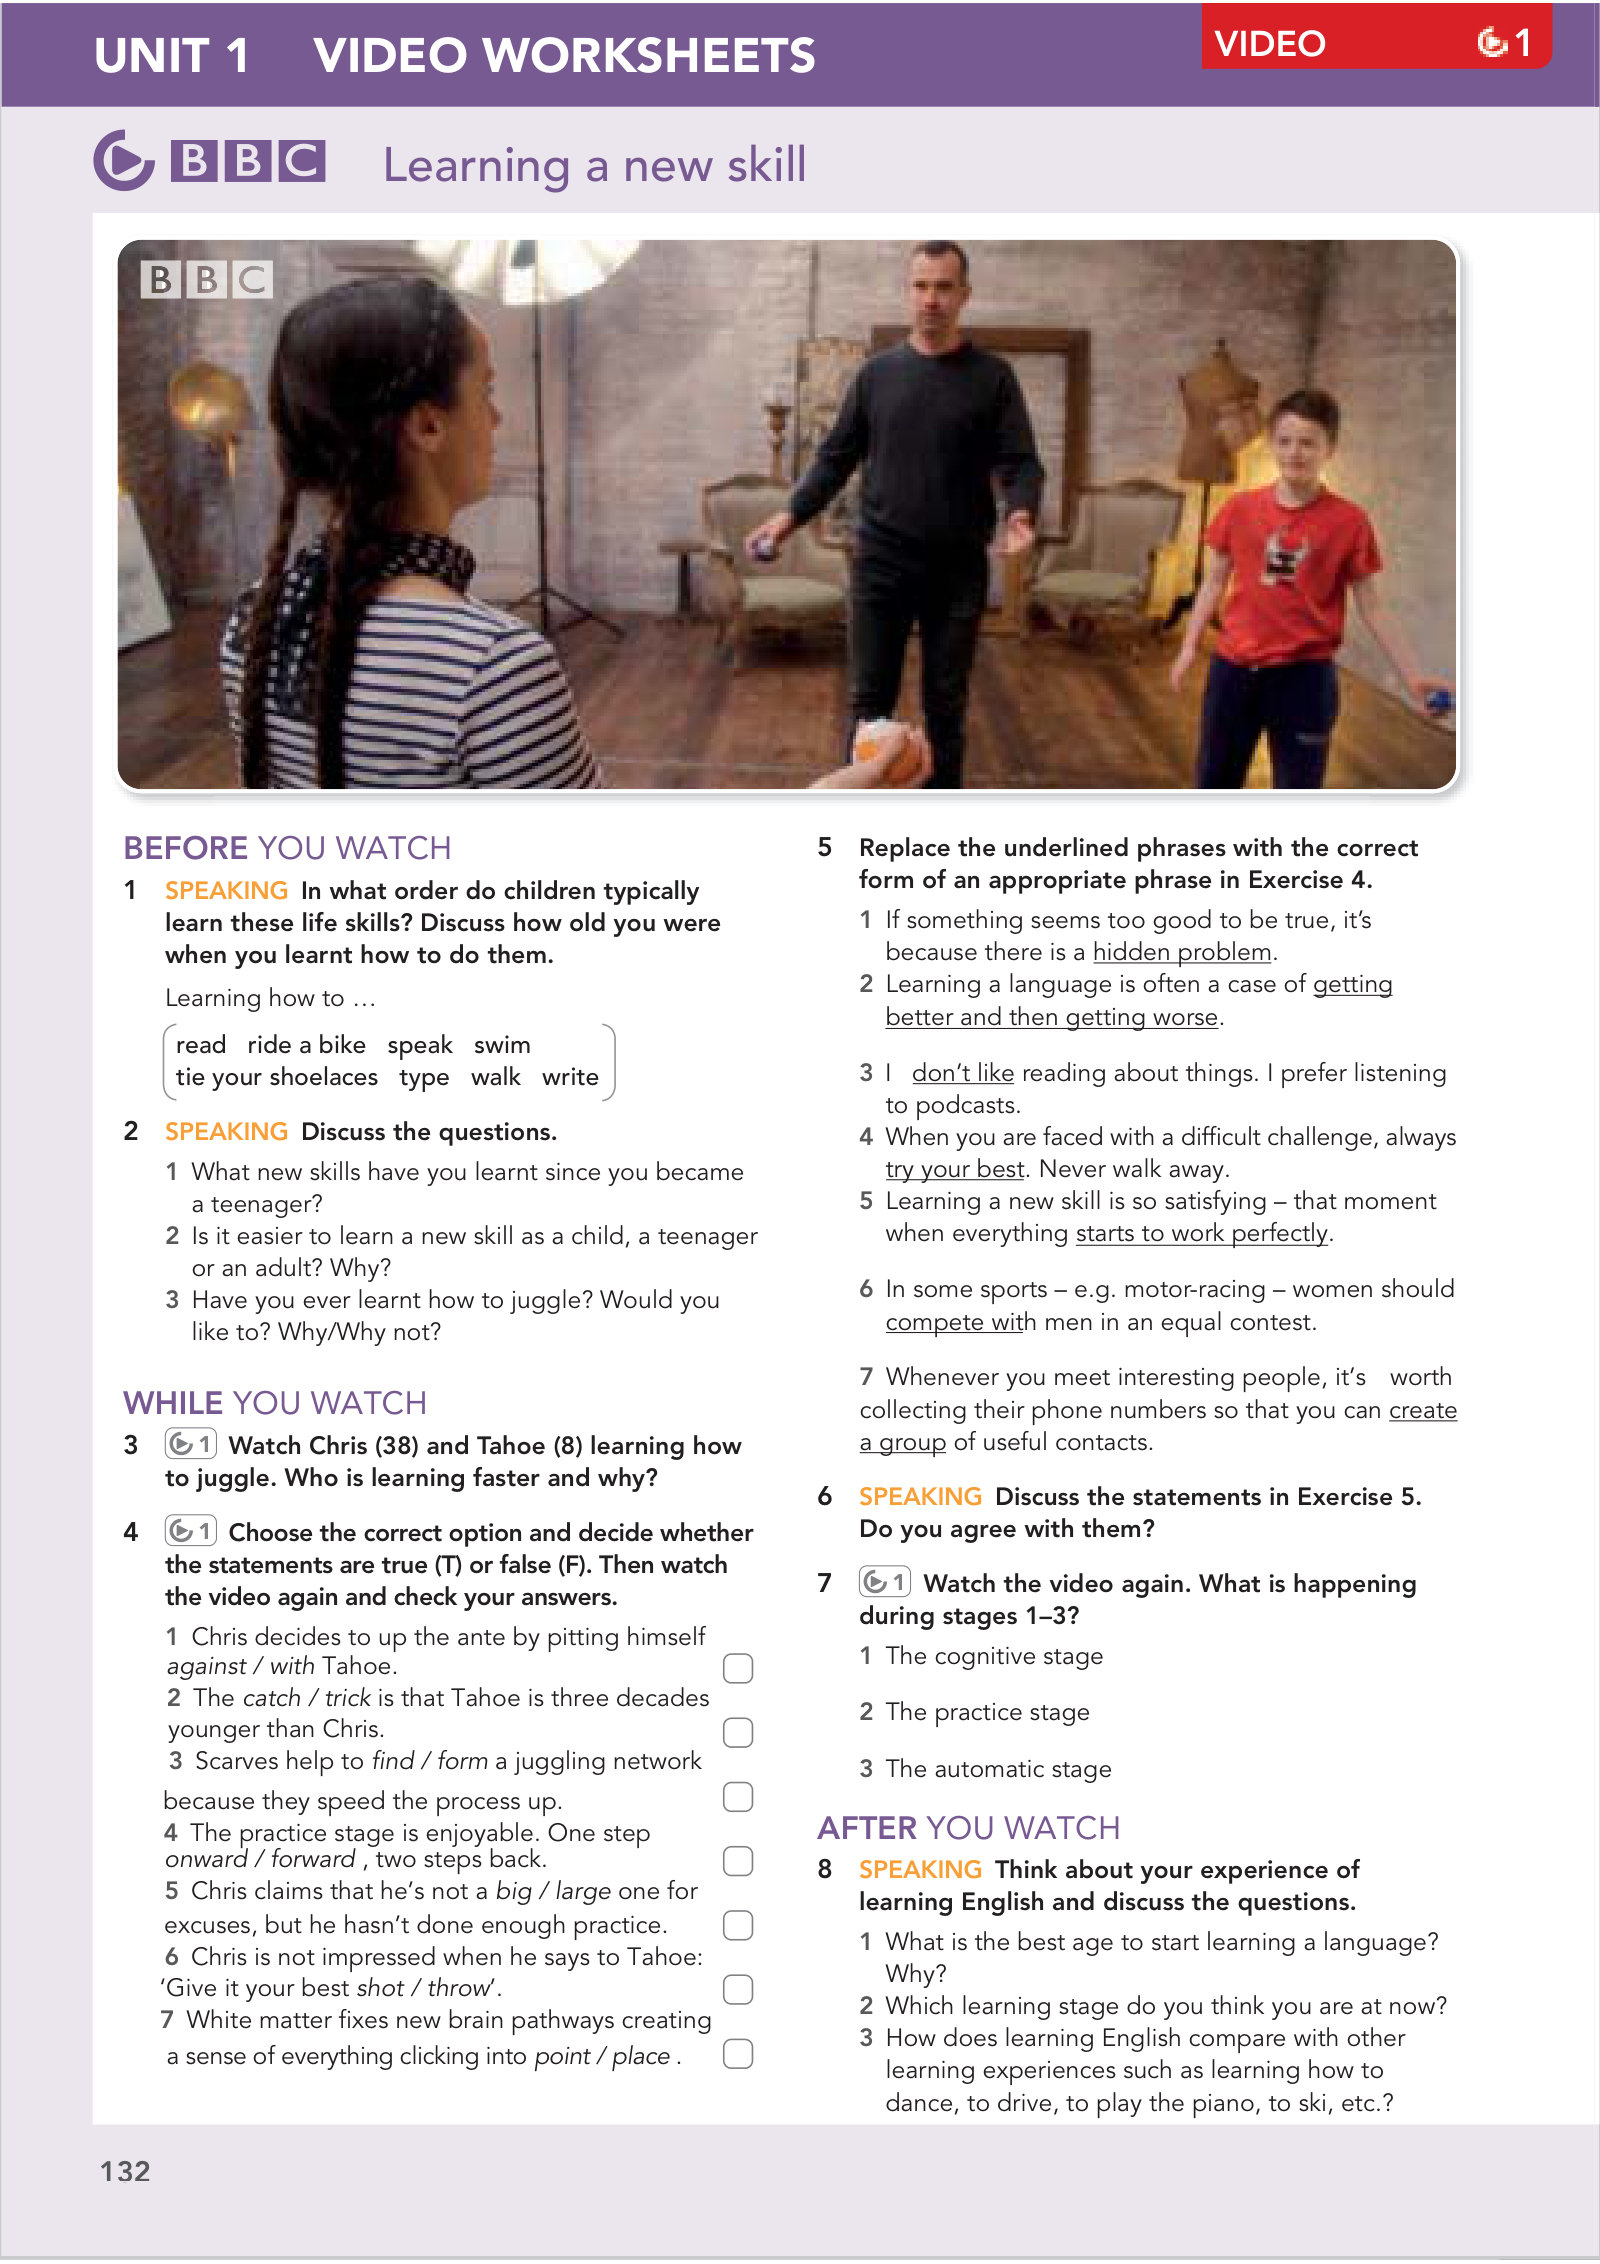 UNIT 1 VIDEO WORKSHEETS
VIDEO 1
BBC Learning a new skill
BBC
BEFORE YOU WATCH
1 SPEAKING In what order do children typically
learn these life skills? Discuss how old you were
when you learnt how to do them.
Learning how to …
read ride a bike speak swim
tie your shoelaces type walk write
2 SPEAKING Discuss the questions.
1 What new skills have you learnt since you became
a teenager?
2 Is it easier to learn a new skill as a child, a teenager
or an adult? Why?
3 Have you ever learnt how to juggle? Would you
like to? Why/Why not?
WHILE YOU WATCH
3 1 Watch Chris (38) and Tahoe (8) learning how
to juggle. Who is learning faster and why?
4 1 Choose the correct option and decide whether
the statements are true (T) or false (F). Then watch
the video again and check your answers.
1 Chris decides to up the ante by pitting himself
against / with Tahoe.
2 The catch / trick is that Tahoe is three decades
younger than Chris.
3 Scarves help to find / form a juggling network
because they speed the process up.
4 The practice stage is enjoyable. One step
onward / forward , two steps back.
5 Chris claims that he's not a big / large one for
excuses, but he hasn't done enough practice.
6 Chris is not impressed when he says to Tahoe:
'Give it your best shot / throw'.
7 White matter fixes new brain pathways creating
a sense of everything clicking into point / place .
5 Replace the underlined phrases with the correct
form of an appropriate phrase in Exercise 4.
1 If something seems too good to be true, it's
because there is a hidden problem.
2 Learning a language is often a case of getting
better and then getting worse.
3 I don't like reading about things. I prefer listening
to podcasts.
4 When you are faced with a difficult challenge, always
try your best. Never walk away.
5 Learning a new skill is so satisfying – that moment
when everything starts to work perfectly.
6 In some sports – e.g. motor-racing – women should
compete with men in an equal contest.
7 Whenever you meet interesting people, it's worth
collecting their phone numbers so that you can create
a group of useful contacts.
6 SPEAKING Discuss the statements in Exercise 5.
Do you agree with them?
7 1 Watch the video again. What is happening
during stages 1–3?
1 The cognitive stage
2 The practice stage
3 The automatic stage
AFTER YOU WATCH
8 SPEAKING Think about your experience of
learning English and discuss the questions.
1 What is the best age to start learning a language?
Why?
2 Which learning stage do you think you are at now?
3 How does learning English compare with other
learning experiences such as learning how to
dance, to drive, to play the piano, to ski, etc.?
132